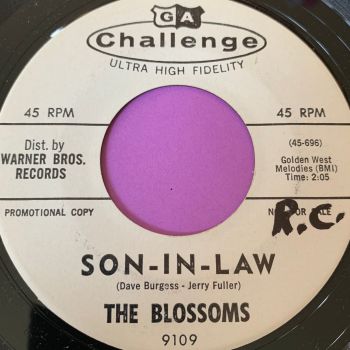 GA
Challenge
ULTRA HIGH FIDELITY
45 RPM
45 RPM
Dist. by
WARNER BROS.
RECORDS
(45-696)
Golden West
Melodies (BMI)
Time: 2:05
PROMOTIONAL COPY
R.C.
SON-IN-LAW
(Dave Burgess - Jerry Fuller)
THE BLOSSOMS
9109